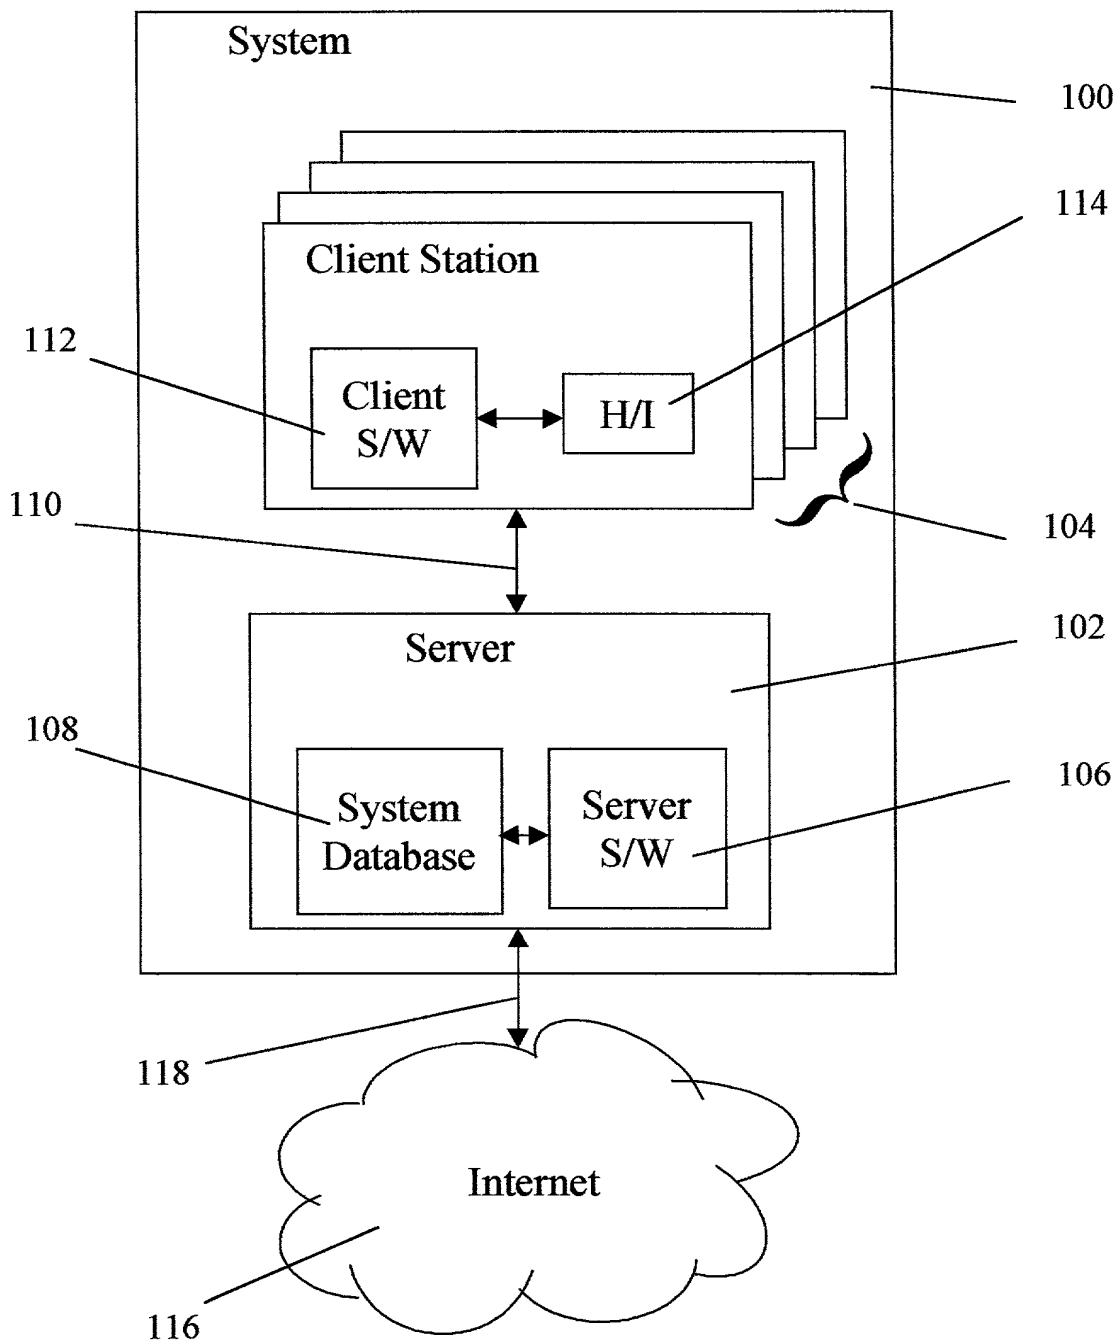 System
100
114
Client Station
112
Client
S/W
H/I
110
104
102
Server
108
106
System
Database
Server
S/W
118
Internet
116